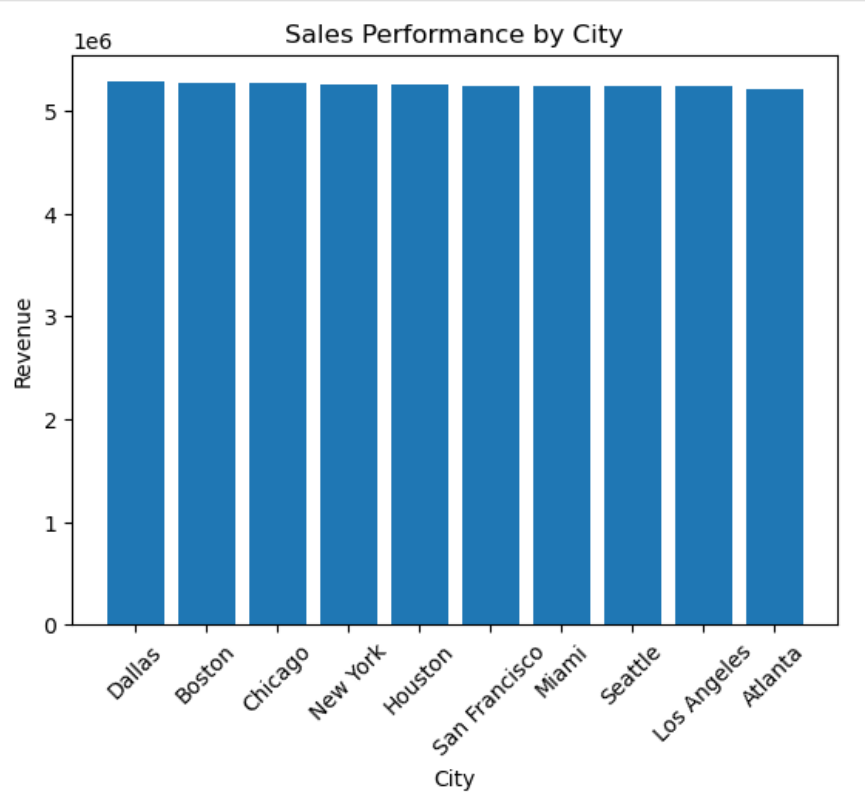 Sales Performance by City
1e6
5
4
3
2
1
0
Revenue
Dallas
Boston
Chicago
New York
Houston
San Francisco
Miami
Seattle
Los Angeles
Atlanta
City